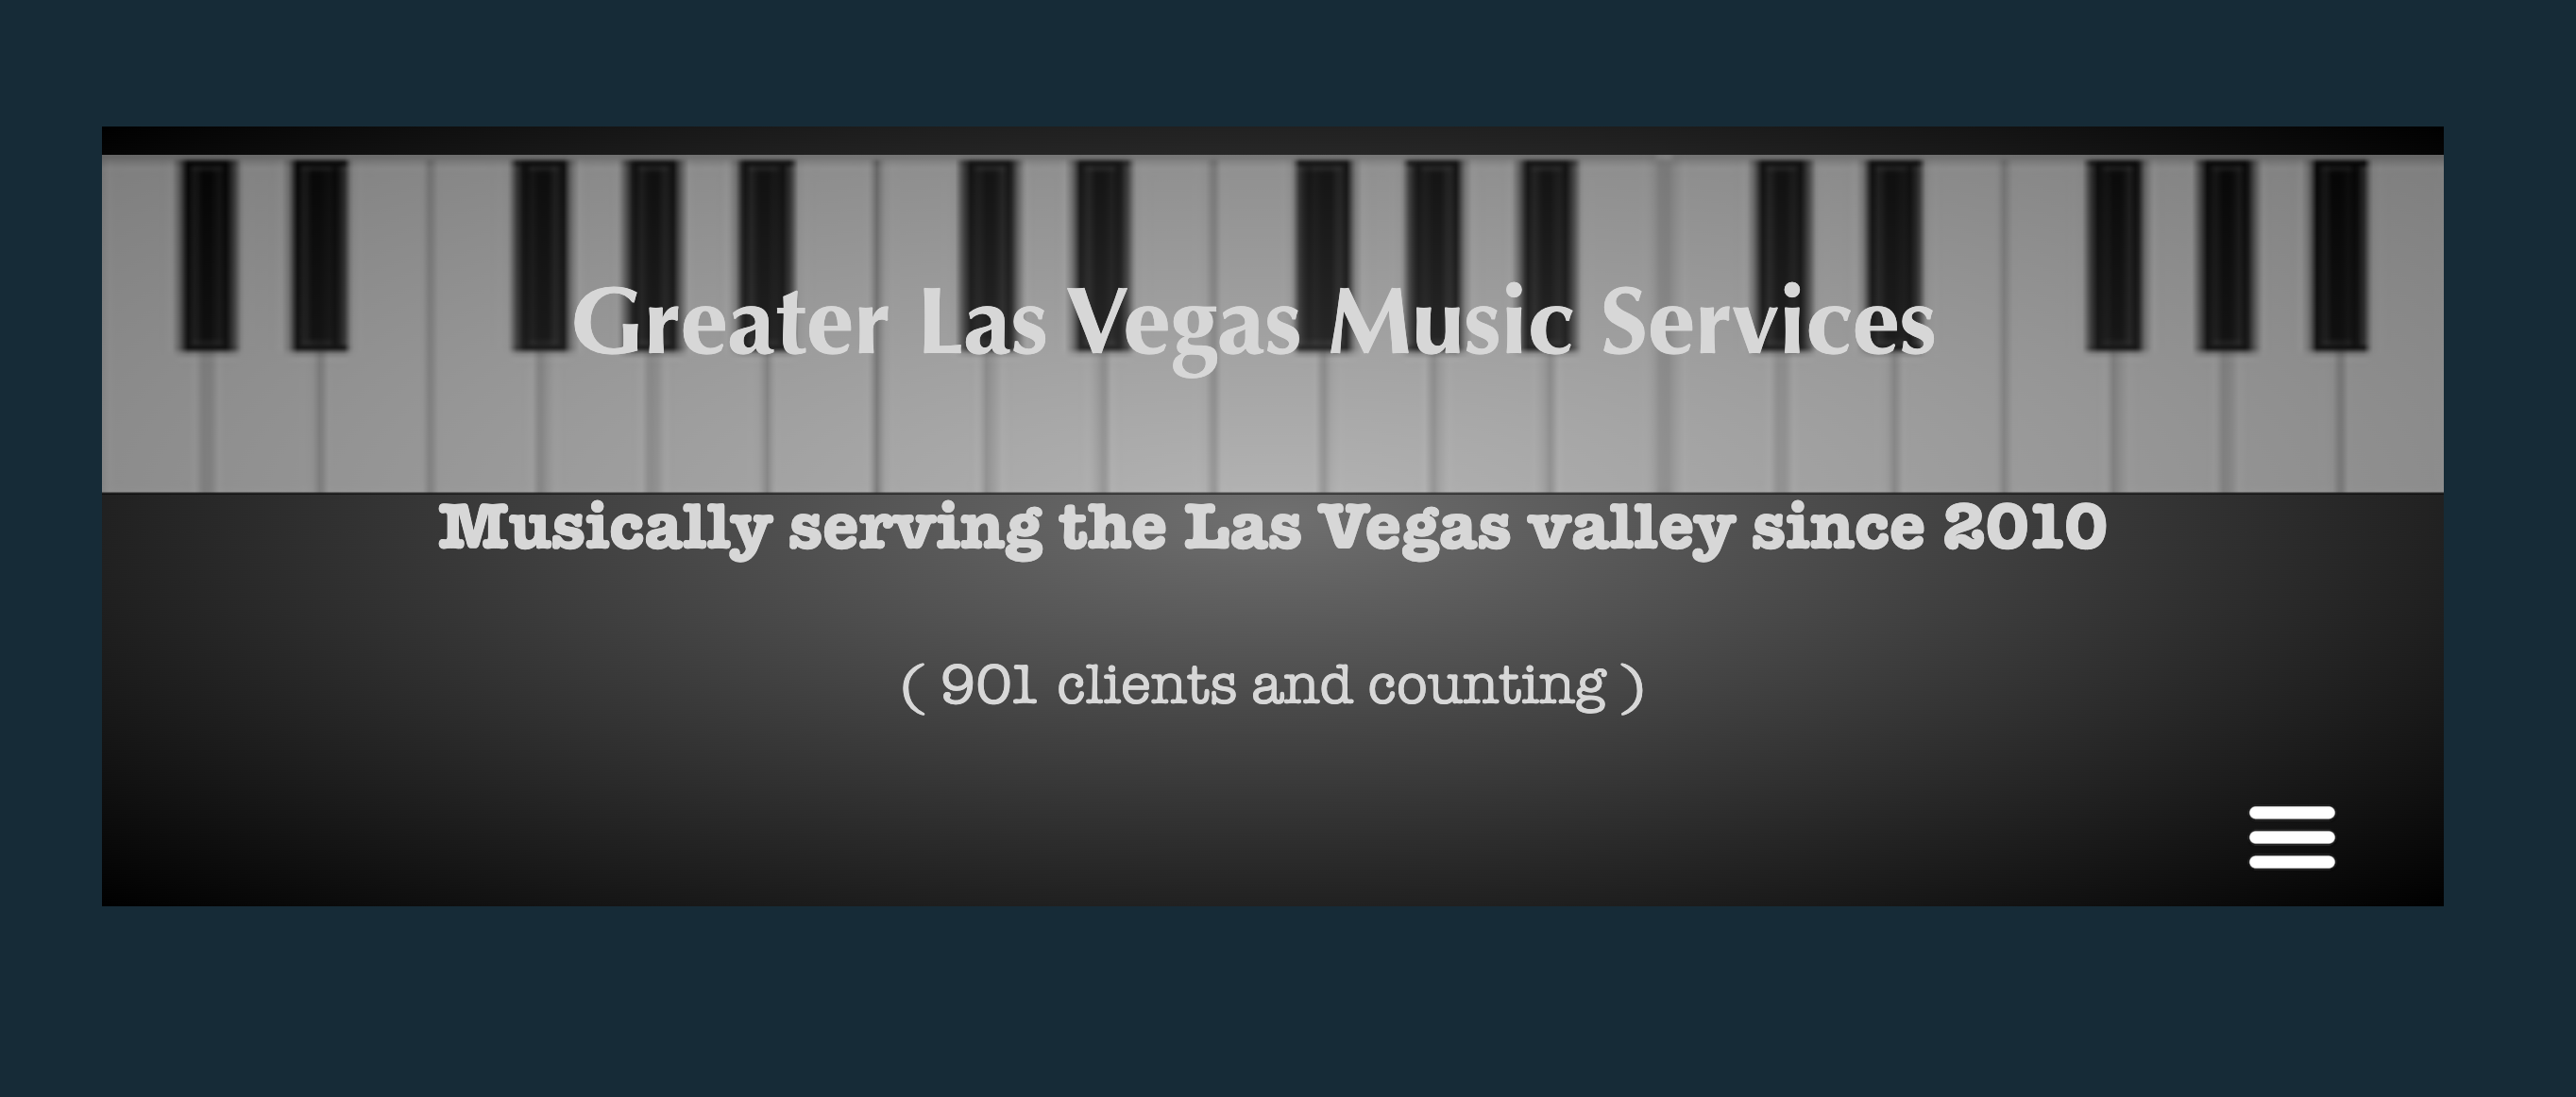 Greater Las Vegas Music Services
Musically serving the Las Vegas valley since 2010
( 901 clients and counting )